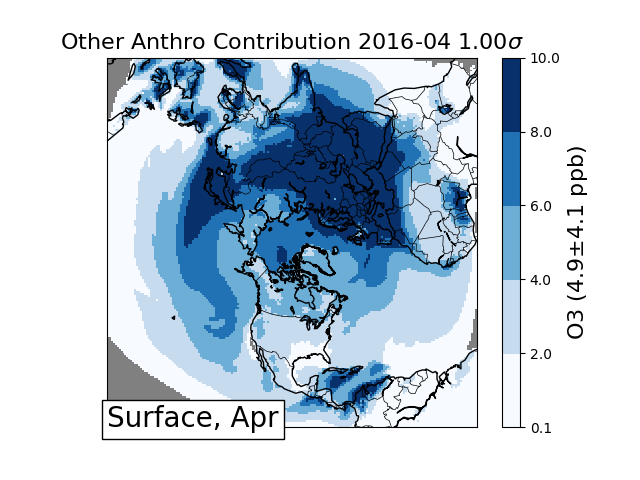 Other Anthro Contribution 2016-04 1.00σ
10.0
8.0
6.0
4.0
2.0
0.1
O3 (4.9±4.1 ppb)
Surface, Apr